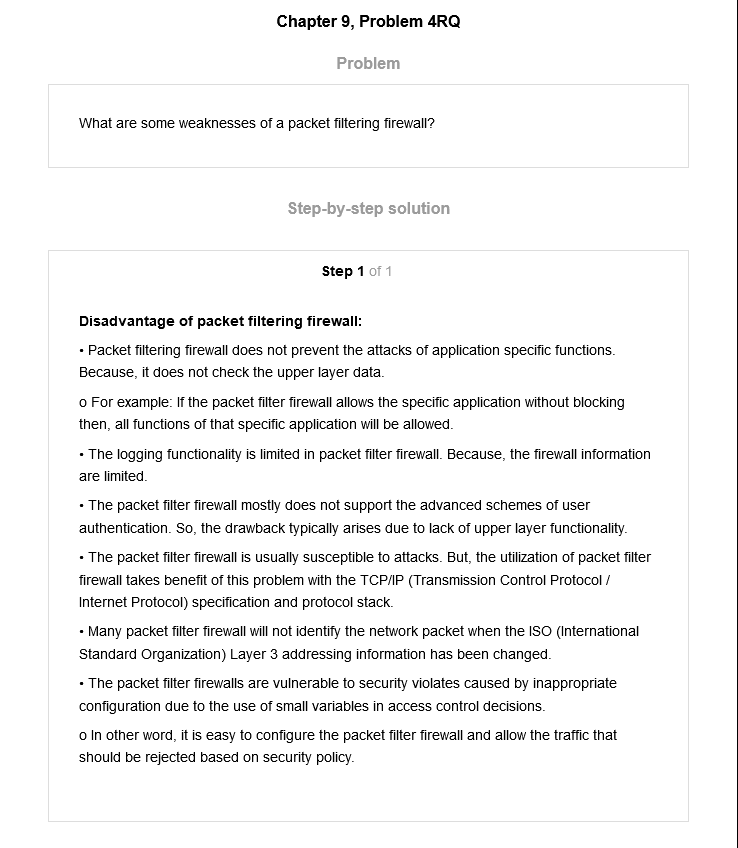 Chapter 9, Problem 4RQ
Problem
What are some weaknesses of a packet filtering firewall?
Step-by-step solution
Step 1 of 1
Disadvantage of packet filtering firewall:
• Packet filtering firewall does not prevent the attacks of application specific functions.
Because, it does not check the upper layer data.
o For example: If the packet filter firewall allows the specific application without blocking
then, all functions of that specific application will be allowed.
• The logging functionality is limited in packet filter firewall. Because, the firewall information
are limited.
• The packet filter firewall mostly does not support the advanced schemes of user
authentication. So, the drawback typically arises due to lack of upper layer functionality.
• The packet filter firewall is usually susceptible to attacks. But, the utilization of packet filter
firewall takes benefit of this problem with the TCP/IP (Transmission Control Protocol /
Internet Protocol) specification and protocol stack.
• Many packet filter firewall will not identify the network packet when the ISO (International
Standard Organization) Layer 3 addressing information has been changed.
• The packet filter firewalls are vulnerable to security violates caused by inappropriate
configuration due to the use of small variables in access control decisions.
o In other word, it is easy to configure the packet filter firewall and allow the traffic that
should be rejected based on security policy.